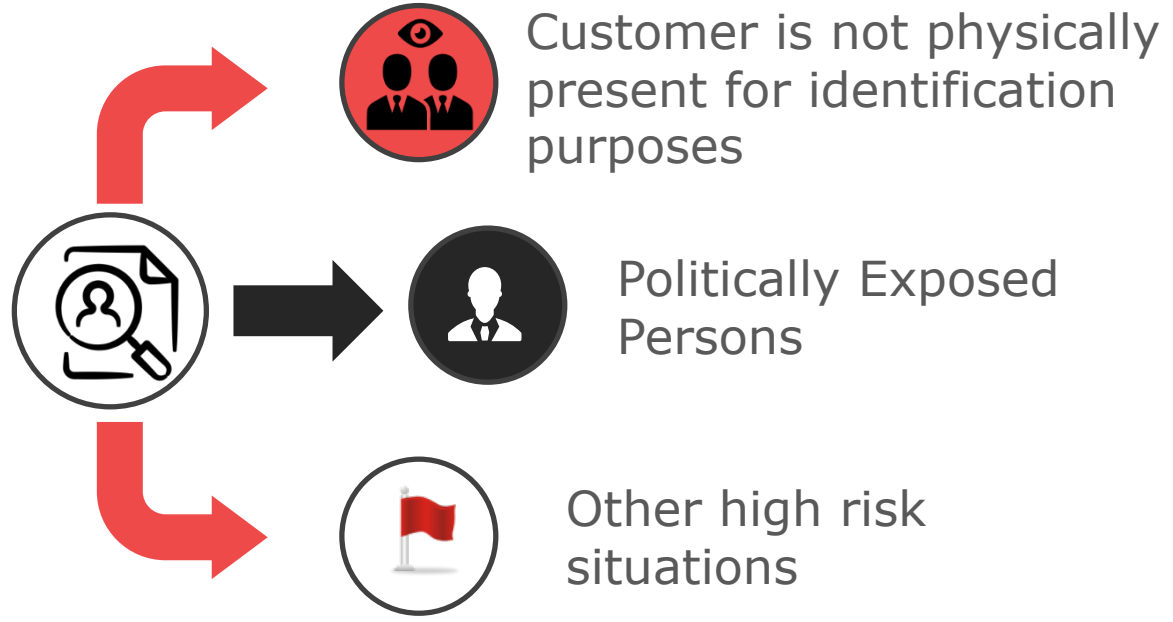 Customer is not physically
present for identification
purposes
Politically Exposed
Persons
Other high risk
situations